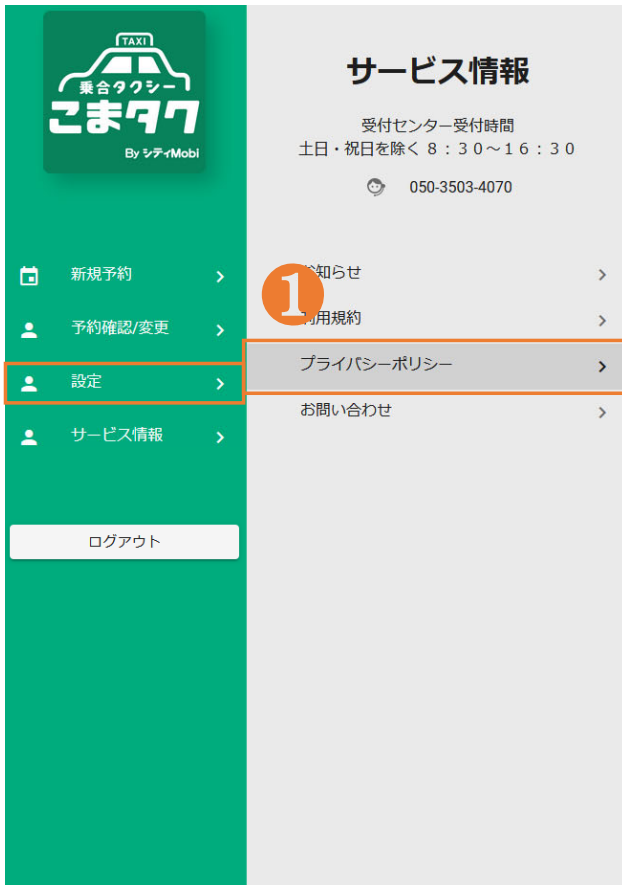 TAXI
乗合タクシー
こまタク
By シティMobi
新規予約
予約確認/変更
設定
サービス情報
ログアウト
サービス情報
受付センター受付時間
土日・祝日を除く８：３０～１６：３０
050-3503-4070
1
お知らせ
利用規約
プライバシーポリシー
お問い合わせ